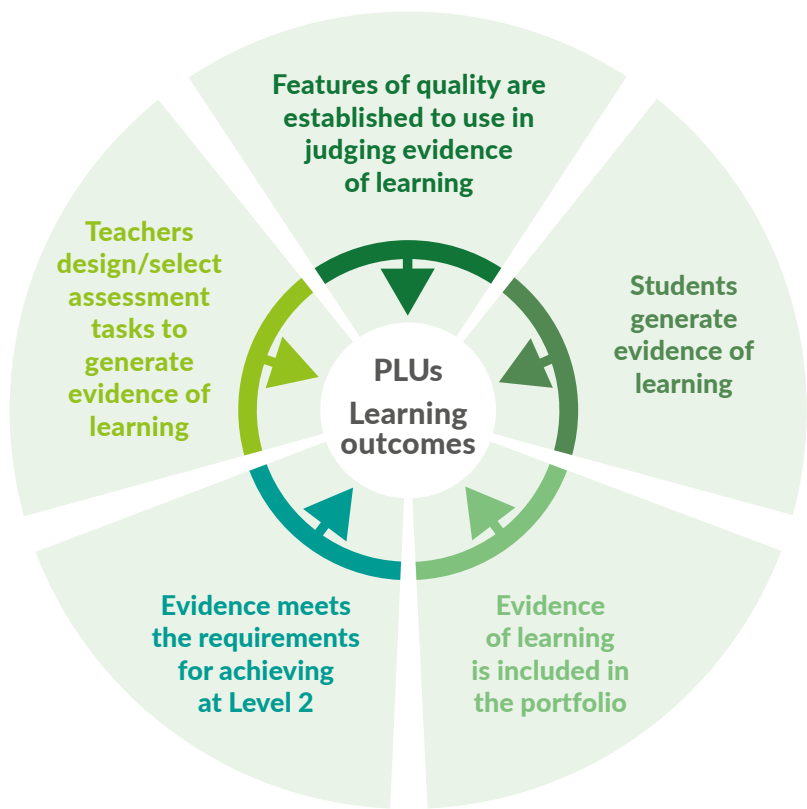 Features of quality are
established to use in
judging evidence
of learning
Teachers
design/select
assessment
tasks to
generate
evidence of
learning
Students
generate
evidence of
learning
PLUs
Learning
outcomes
Evidence meets
the requirements
for achieving
at Level 2
Evidence
of learning
is included in
the portfolio